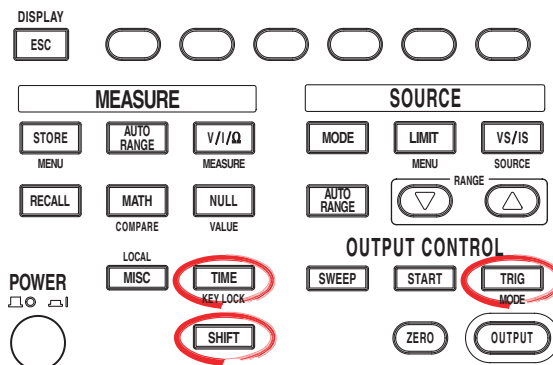 DISPLAY
ESC
MEASURE
SOURCE
STORE
AUTO RANGE
V/I/Ω
MODE
LIMIT
VS/IS
MENU
MEASURE
MENU
SOURCE
RECALL
MATH
NULL
AUTO RANGE
RANGE
COMPARE
VALUE
LOCAL
OUTPUT CONTROL
POWER
MISC
TIME
SWEEP
START
TRIG
KEY LOCK
MODE
SHIFT
ZERO
OUTPUT